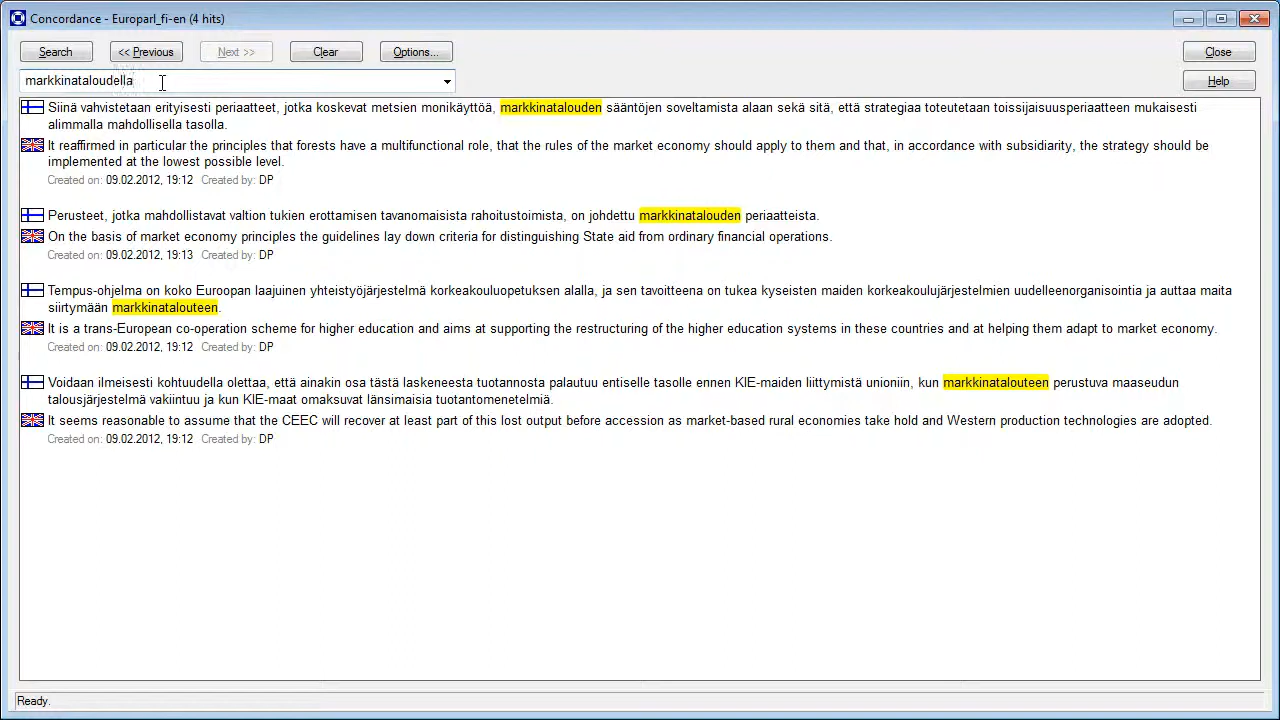 Concordance - Europarl_fi-en (4 hits)
Search << Previous Next >> Clear Options... Close
markkinataloudella Help
Siinä vahvistetaan erityisesti periaatteet, jotka koskevat metsien monikäyttöä, markkinatalouden sääntöjen soveltamista alaan sekä sitä, että strategiaa toteutetaan toissijaisuusperiaatteen mukaisesti
alimmalla mahdollisella tasolla.
It reaffirmed in particular the principles that forests have a multifunctional role, that the rules of the market economy should apply to them and that, in accordance with subsidiarity, the strategy should be
implemented at the lowest possible level.
Created on: 09.02.2012, 19:12 Created by: DP
Perusteet, jotka mahdollistavat valtion tukien erottamisen tavanomaisista rahoitustoimista, on johdettu markkinatalouden periaatteista.
On the basis of market economy principles the guidelines lay down criteria for distinguishing State aid from ordinary financial operations.
Created on: 09.02.2012, 19:13 Created by: DP
Tempus-ohjelma on koko Euroopan laajuinen yhteistyöjärjestelmä korkeakouluopetuksen alalla, ja sen tavoitteena on tukea kyseisten maiden korkeakoulujärjestelmien uudelleenorganisointia ja auttaa maita
siirtymään markkinatalouteen.
It is a trans-European co-operation scheme for higher education and aims at supporting the restructuring of the higher education systems in these countries and at helping them adapt to market economy.
Created on: 09.02.2012, 19:12 Created by: DP
Voidaan ilmeisesti kohtuudella olettaa, että ainakin osa tästä laskeneesta tuotannosta palautuu entiselle tasolle ennen KIE-maiden liittymistä unioniin, kun markkinatalouteen perustuva maaseudun
talousjärjestelmä vakiintuu ja kun KIE-maat omaksuvat länsimaisia tuotantomenetelmiä.
It seems reasonable to assume that the CEEC will recover at least part of this lost output before accession as market-based rural economies take hold and Western production technologies are adopted.
Created on: 09.02.2012, 19:12 Created by: DP
Ready.